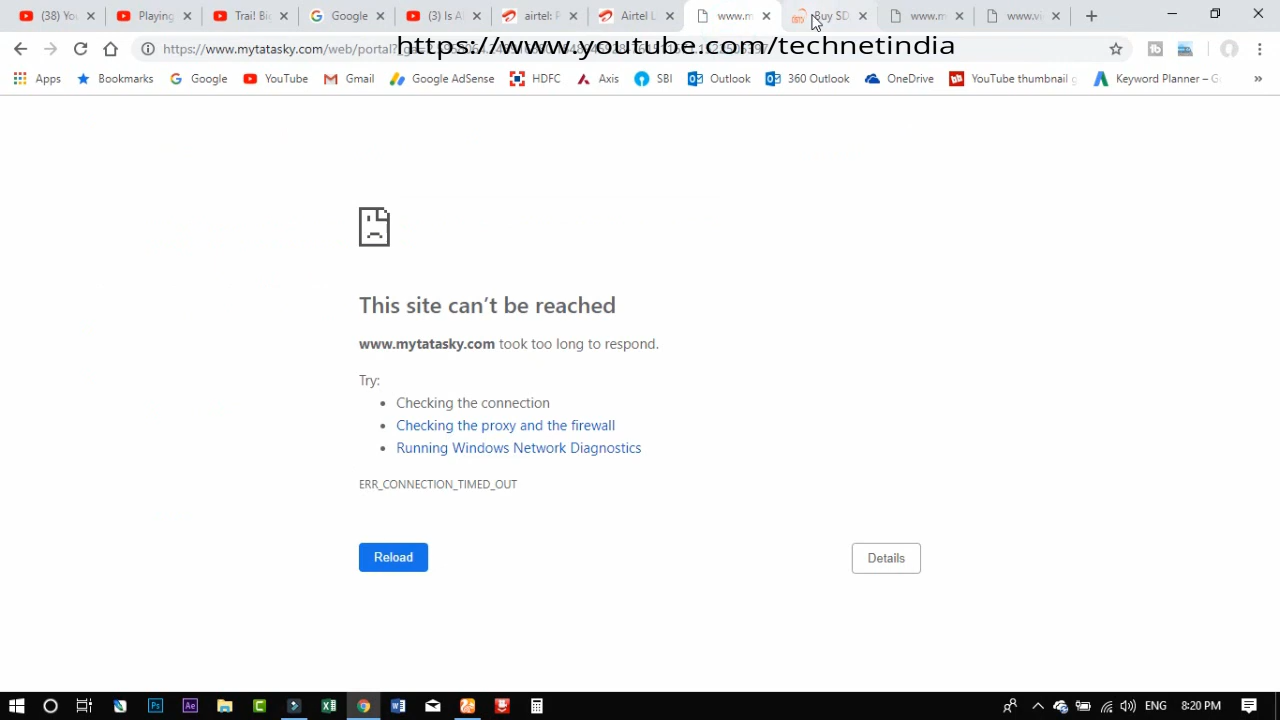 (38) Yo
Playing
Trai! Bi
Google
(3) Is A
airtel: P
Airtel L
www.m
Buy SD
www.m
www.vi
https://www.mytatasky.com/web/portal
https://www.youtube.com/technetindia
Apps Bookmarks Google YouTube Gmail Google AdSense HDFC Axis SBI Outlook 360 Outlook OneDrive YouTube thumbnail Keyword Planner – G
This site can't be reached
www.mytatasky.com took too long to respond.
Try:
• Checking the connection
• Checking the proxy and the firewall
• Running Windows Network Diagnostics
ERR_CONNECTION_TIMED_OUT
Reload
Details
ENG 8:20 PM